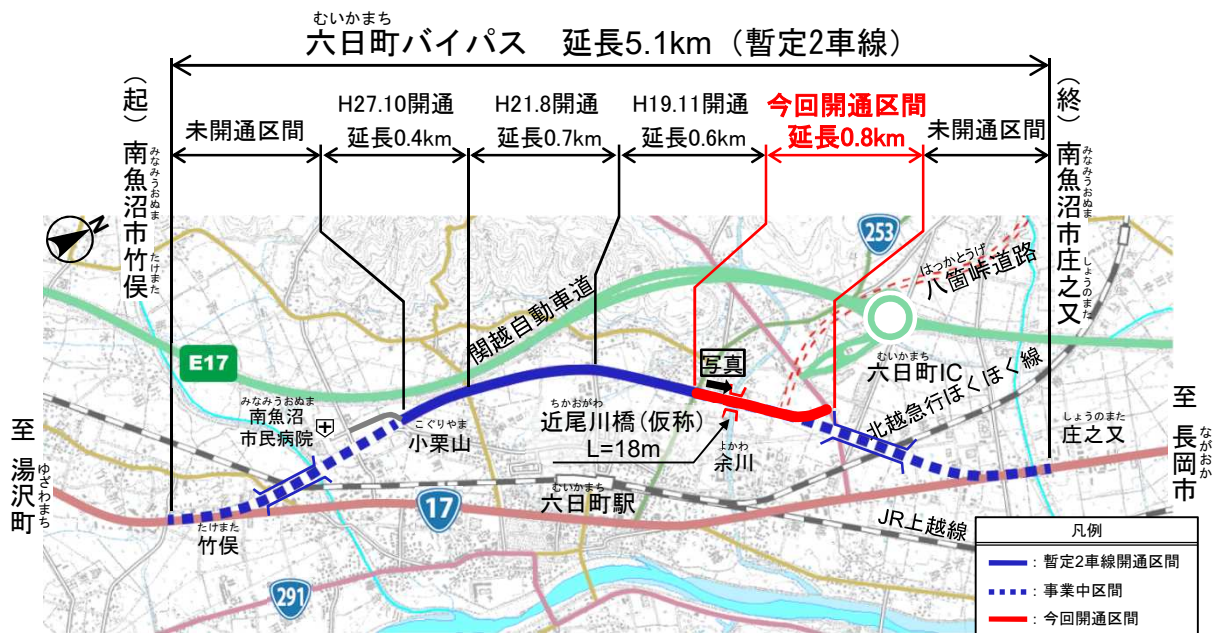 むいかまち
六日町バイパス 延長5.1km（暫定2車線）
（起）南魚沼市竹俣
みなみうおぬま
たけまた
未開通区間
H27.10開通
延長0.4km
H21.8開通
延長0.7km
H19.11開通
延長0.6km
今回開通区間
延長0.8km
未開通区間
（終）南魚沼市庄之又
みなみうおぬま
しょうのまた
N
253
はっかとうげ
八箇峠道路
関越自動車道
E17
写真
むいかまち
六日町IC
北越急行ほくほく線
みなみうおぬま
南魚沼
市民病院
こぐりやま
小栗山
ちかおがわ
近尾川橋（仮称）
L=18m
よかわ
余川
しょうのまた
庄之又
至 湯沢町
ゆざわまち
至 長岡市
ながおか
むいかまち
六日町駅
17
たけまた
竹俣
JR上越線
291
凡例
：暫定2車線開通区間
：事業中区間
：今回開通区間